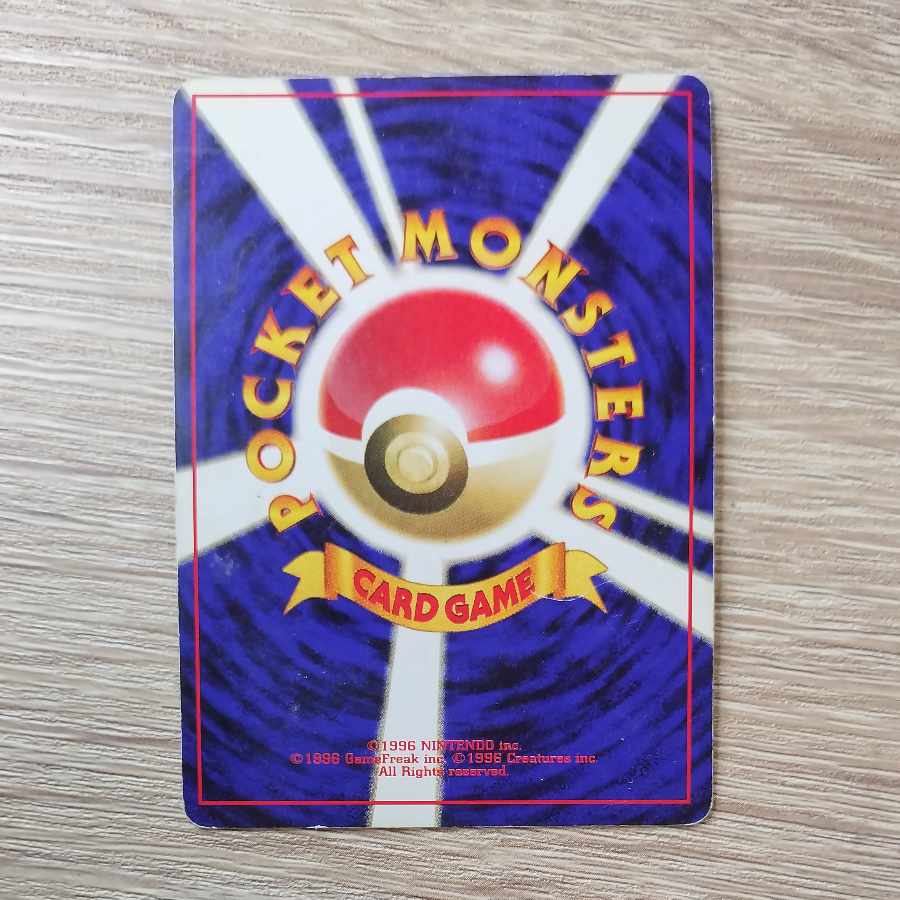 POCKET MONSTERS
CARD GAME
©1996 NINTENDO inc.
©1996 GameFreak inc. ©1996 Creatures inc.
All Rights reserved.